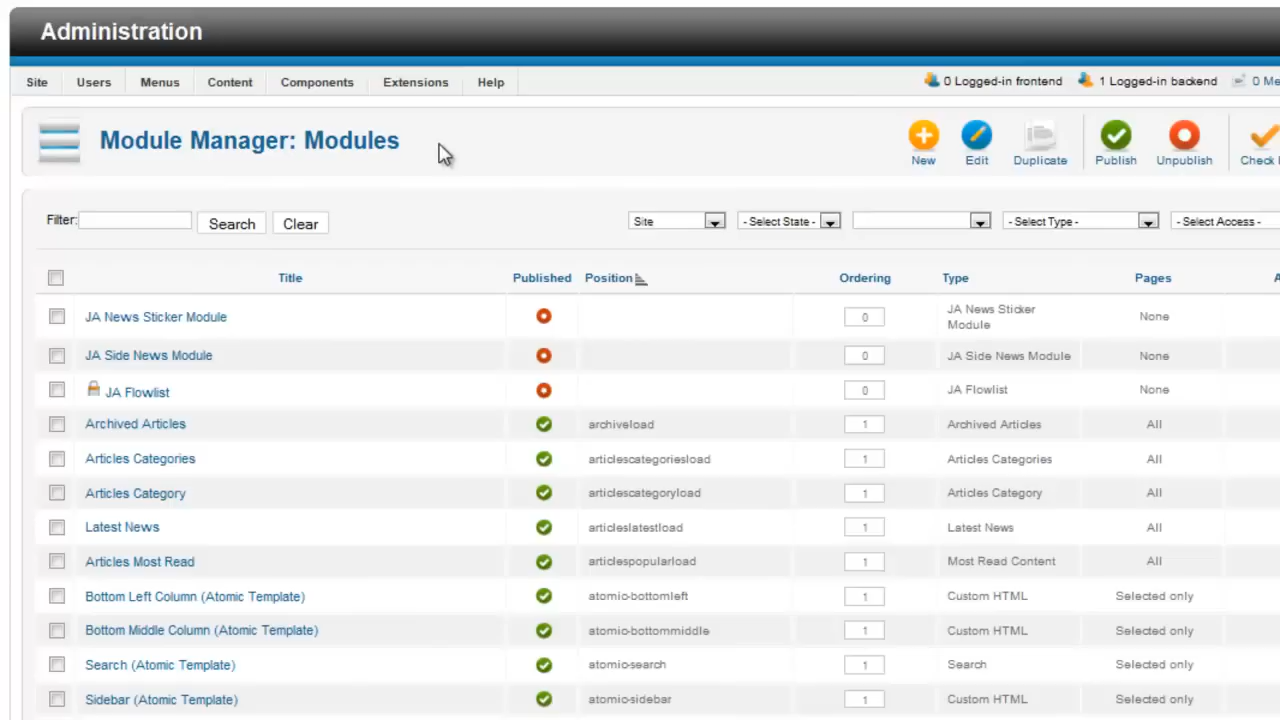 Administration
Site Users Menus Content Components Extensions Help 0 Logged-in frontend 1 Logged-in backend 0 Me
Module Manager: Modules
New Edit Duplicate Publish Unpublish Check
Filter: Search Clear Site - Select State - - Select Type - - Select Access -
Title Published Position Ordering Type Pages A
JA News Sticker Module 0 JA News Sticker Module None
JA Side News Module 0 JA Side News Module None
JA Flowlist 0 JA Flowlist None
Archived Articles archiveload 1 Archived Articles All
Articles Categories articlescategoriesload 1 Articles Categories All
Articles Category articlescategoryload 1 Articles Category All
Latest News articleslatestload 1 Latest News All
Articles Most Read articlespopularload 1 Most Read Content All
Bottom Left Column (Atomic Template) atomic-bottomleft 1 Custom HTML Selected only
Bottom Middle Column (Atomic Template) atomic-bottommiddle 1 Custom HTML Selected only
Search (Atomic Template) atomic-search 1 Search Selected only
Sidebar (Atomic Template) atomic-sidebar 1 Custom HTML Selected only